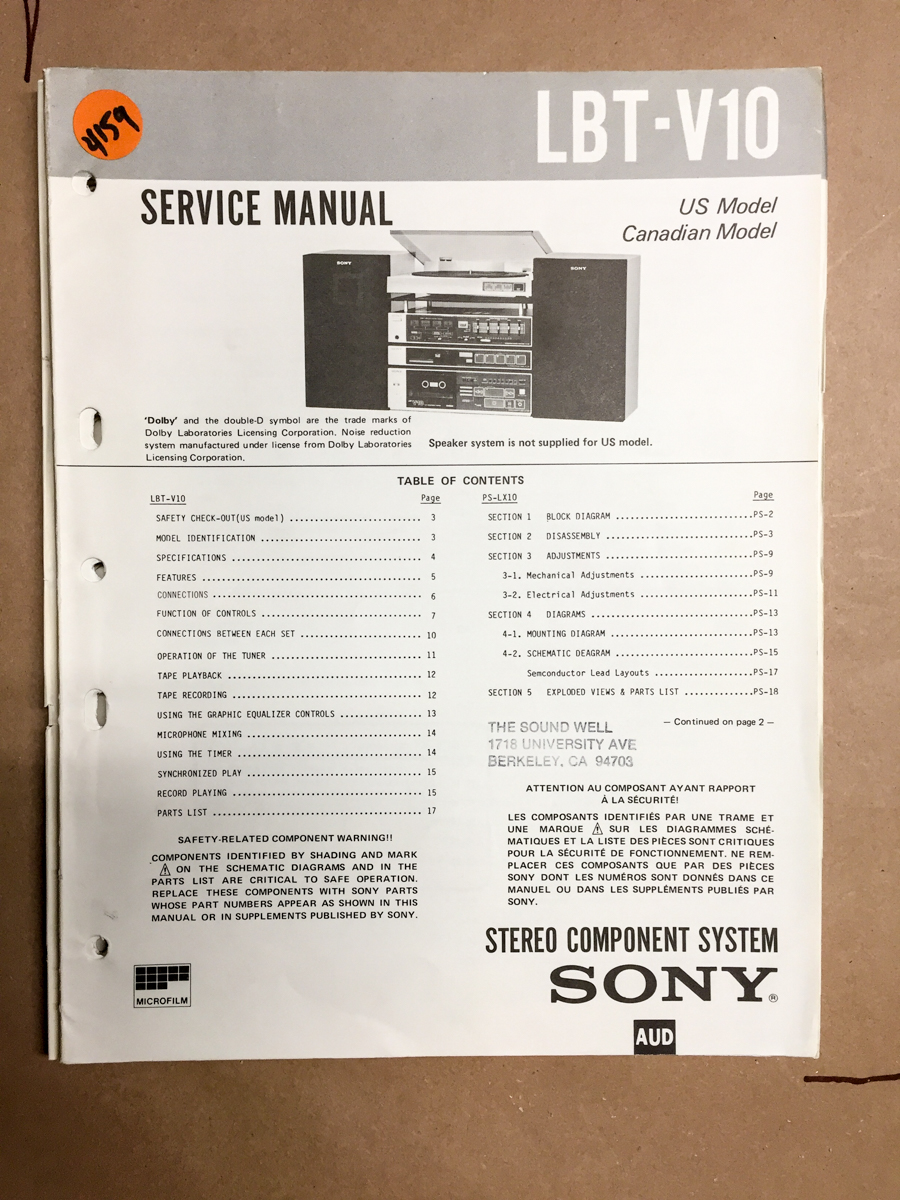 4159
LBT-V10
SERVICE MANUAL
US Model
Canadian Model
SONY
SONY
'Dolby' and the double-D symbol are the trade marks of
Dolby Laboratories Licensing Corporation. Noise reduction
system manufactured under license from Dolby Laboratories
Licensing Corporation.
Speaker system is not supplied for US model.
TABLE OF CONTENTS
LBT-V10 Page
SAFETY CHECK-OUT(US model) .......................... 3
MODEL IDENTIFICATION ................................ 3
SPECIFICATIONS ...................................... 4
FEATURES ............................................ 5
CONNECTIONS ......................................... 6
FUNCTION OF CONTROLS ................................ 7
CONNECTIONS BETWEEN EACH SET ........................ 10
OPERATION OF THE TUNER .............................. 11
TAPE PLAYBACK ....................................... 12
TAPE RECORDING ...................................... 12
USING THE GRAPHIC EQUALIZER CONTROLS ................ 13
MICROPHONE MIXING ................................... 14
USING THE TIMER ..................................... 14
SYNCHRONIZED PLAY ................................... 15
RECORD PLAYING ...................................... 15
PARTS LIST .......................................... 17
SAFETY-RELATED COMPONENT WARNING!!
COMPONENTS IDENTIFIED BY SHADING AND MARK
⚠ ON THE SCHEMATIC DIAGRAMS AND IN THE
PARTS LIST ARE CRITICAL TO SAFE OPERATION.
REPLACE THESE COMPONENTS WITH SONY PARTS
WHOSE PART NUMBERS APPEAR AS SHOWN IN THIS
MANUAL OR IN SUPPLEMENTS PUBLISHED BY SONY.
PS-LX10 Page
SECTION 1 BLOCK DIAGRAM ...........................PS-2
SECTION 2 DISASSEMBLY .............................PS-3
SECTION 3 ADJUSTMENTS .............................PS-9
3-1. Mechanical Adjustments ......................PS-9
3-2. Electrical Adjustments ......................PS-11
SECTION 4 DIAGRAMS ................................PS-13
4-1. MOUNTING DIAGRAM ............................PS-13
4-2. SCHEMATIC DEAGRAM ...........................PS-15
Semconductor Lead Layouts ...................PS-17
SECTION 5 EXPLODED VIEWS & PARTS LIST .............PS-18
— Continued on page 2 —
THE SOUND WELL
1718 UNIVERSITY AVE
BERKELEY, CA 94703
ATTENTION AU COMPOSANT AYANT RAPPORT
À LA SÉCURITÉ!
LES COMPOSANTS IDENTIFIÉS PAR UNE TRAME ET
UNE MARQUE ⚠ SUR LES DIAGRAMMES SCHÉ-
MATIQUES ET LA LISTE DES PIÈCES SONT CRITIQUES
POUR LA SÉCURITÉ DE FONCTIONNEMENT. NE REM-
PLACER CES COMPOSANTS QUE PAR DES PIÈCES
SONY DONT LES NUMÉROS SONT DONNÉS DANS CE
MANUEL OU DANS LES SUPPLÉMENTS PUBLIÉS PAR
SONY.
STEREO COMPONENT SYSTEM
SONY®
MICROFILM
AUD